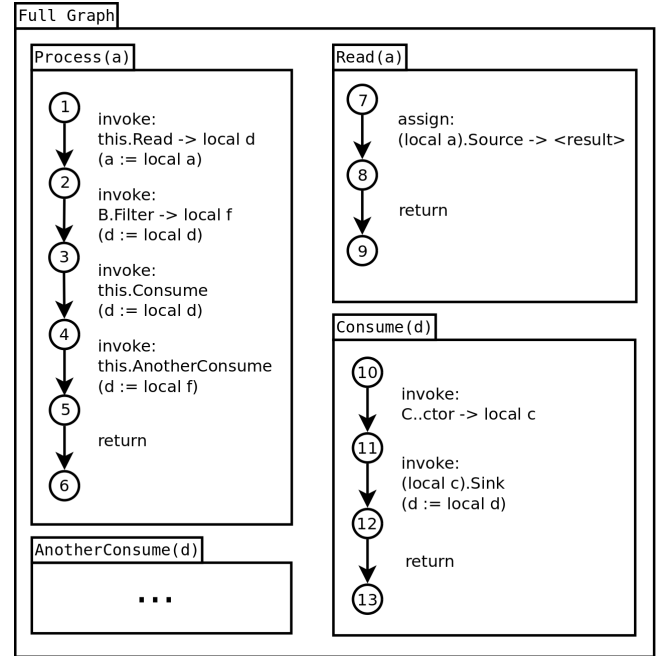 Full Graph
Process(a)
1
invoke:
this.Read -> local d
(a := local a)
2
invoke:
B.Filter -> local f
(d := local d)
3
invoke:
this.Consume
(d := local d)
4
invoke:
this.AnotherConsume
(d := local f)
5
return
6
AnotherConsume(d)
...
Read(a)
7
assign:
(local a).Source -> <result>
8
return
9
Consume(d)
10
invoke:
C..ctor -> local c
11
invoke:
(local c).Sink
(d := local d)
12
return
13